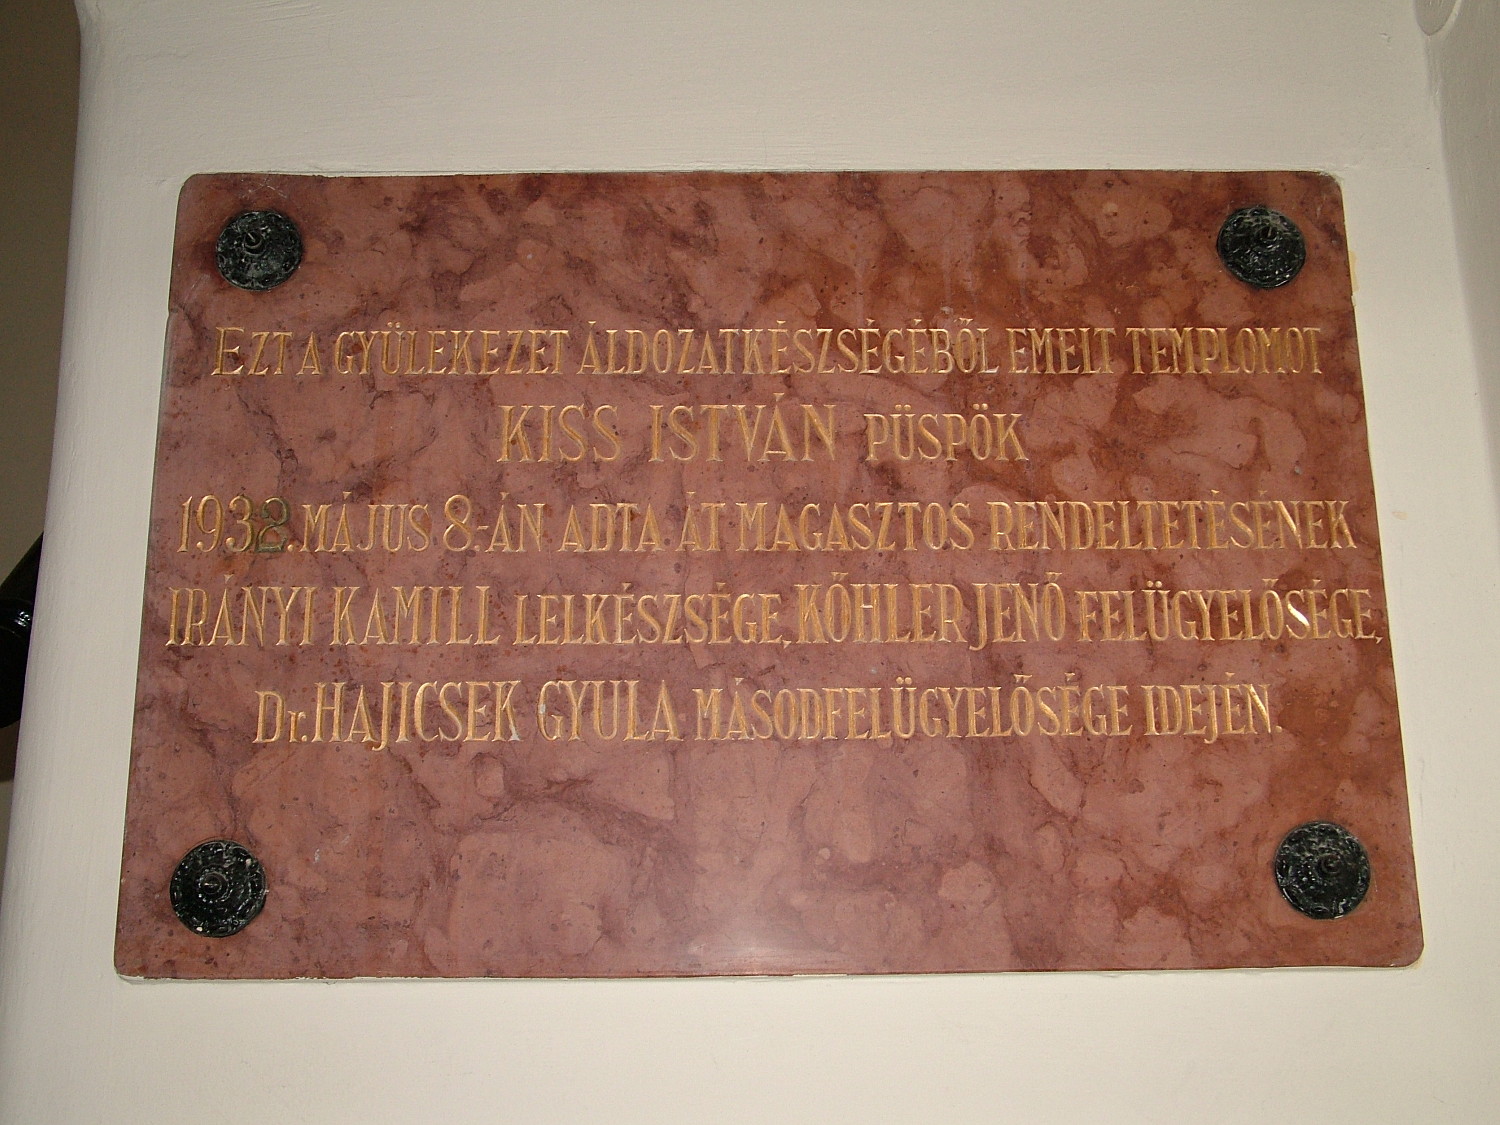 EZT A GYÜLEKEZET ÁLDOZATKÉSZSÉGÉBŐL EMELT TEMPLOMOT
KISS ISTVÁN PÜSPÖK
1932. MÁJUS 8-ÁN ADTA ÁT MAGASZTOS RENDELTETÉSÉNEK
IRÁNYI KAMILL LELKÉSZSÉGE, KŐHLER JENŐ FELÜGYELŐSÉGE,
Dr. HAJICSEK GYULA MÁSODFELÜGYELŐSÉGE IDEJÉN.